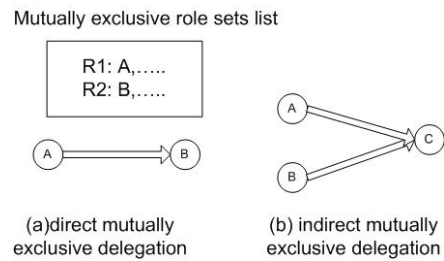 Mutually exclusive role sets list
R1: A,.....
R2: B,.....
A
B
A
B
C
(a)direct mutually
exclusive delegation
(b) indirect mutually
exclusive delegation